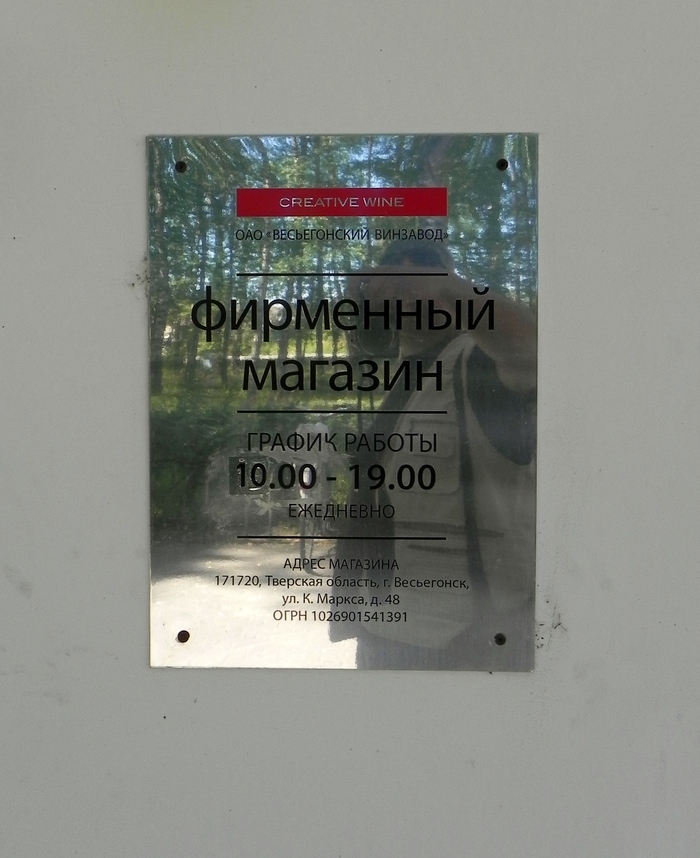 CREATIVE WINE
ОАО «ВЕСЬЕГОНСКИЙ ВИНЗАВОД»
фирменный
магазин
ГРАФИК РАБОТЫ
10.00 - 19.00
ЕЖЕДНЕВНО
АДРЕС МАГАЗИНА
171720, Тверская область, г. Весьегонск,
ул. К. Маркса, д. 48
ОГРН 1026901541391